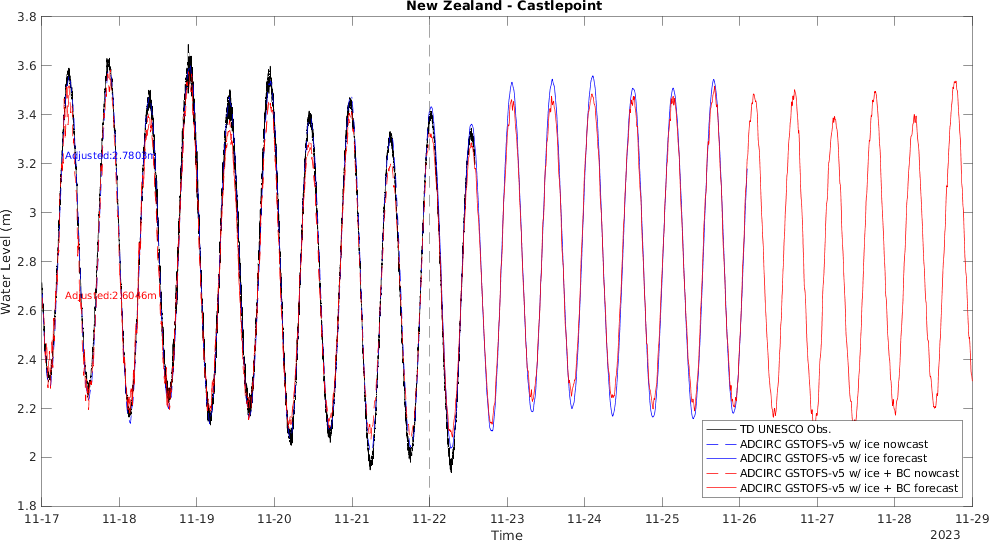 New Zealand - Castlepoint
3.8
3.6
3.4
3.2
3
2.8
2.6
2.4
2.2
2
1.8
Water Level (m)
Adjusted:2.7803m
Adjusted:2.6046m
TD UNESCO Obs.
ADCIRC GSTOFS-v5 w/ ice nowcast
ADCIRC GSTOFS-v5 w/ ice forecast
ADCIRC GSTOFS-v5 w/ ice + BC nowcast
ADCIRC GSTOFS-v5 w/ ice + BC forecast
11-17 11-18 11-19 11-20 11-21 11-22 11-23 11-24 11-25 11-26 11-27 11-28 11-29
Time
2023